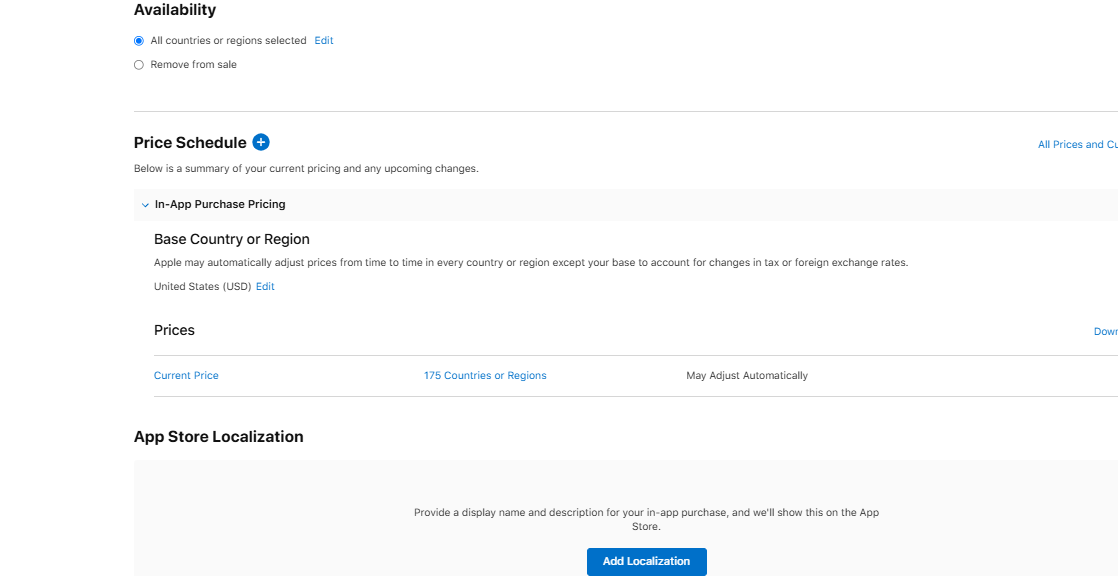 Availability
All countries or regions selected Edit
Remove from sale
Price Schedule
All Prices and
Below is a summary of your current pricing and any upcoming changes.
In-App Purchase Pricing
Base Country or Region
Apple may automatically adjust prices from time to time in every country or region except your base to account for changes in tax or foreign exchange rates.
United States (USD) Edit
Prices
Current Price 175 Countries or Regions May Adjust Automatically
App Store Localization
Provide a display name and description for your in-app purchase, and we'll show this on the App
Store.
Add Localization